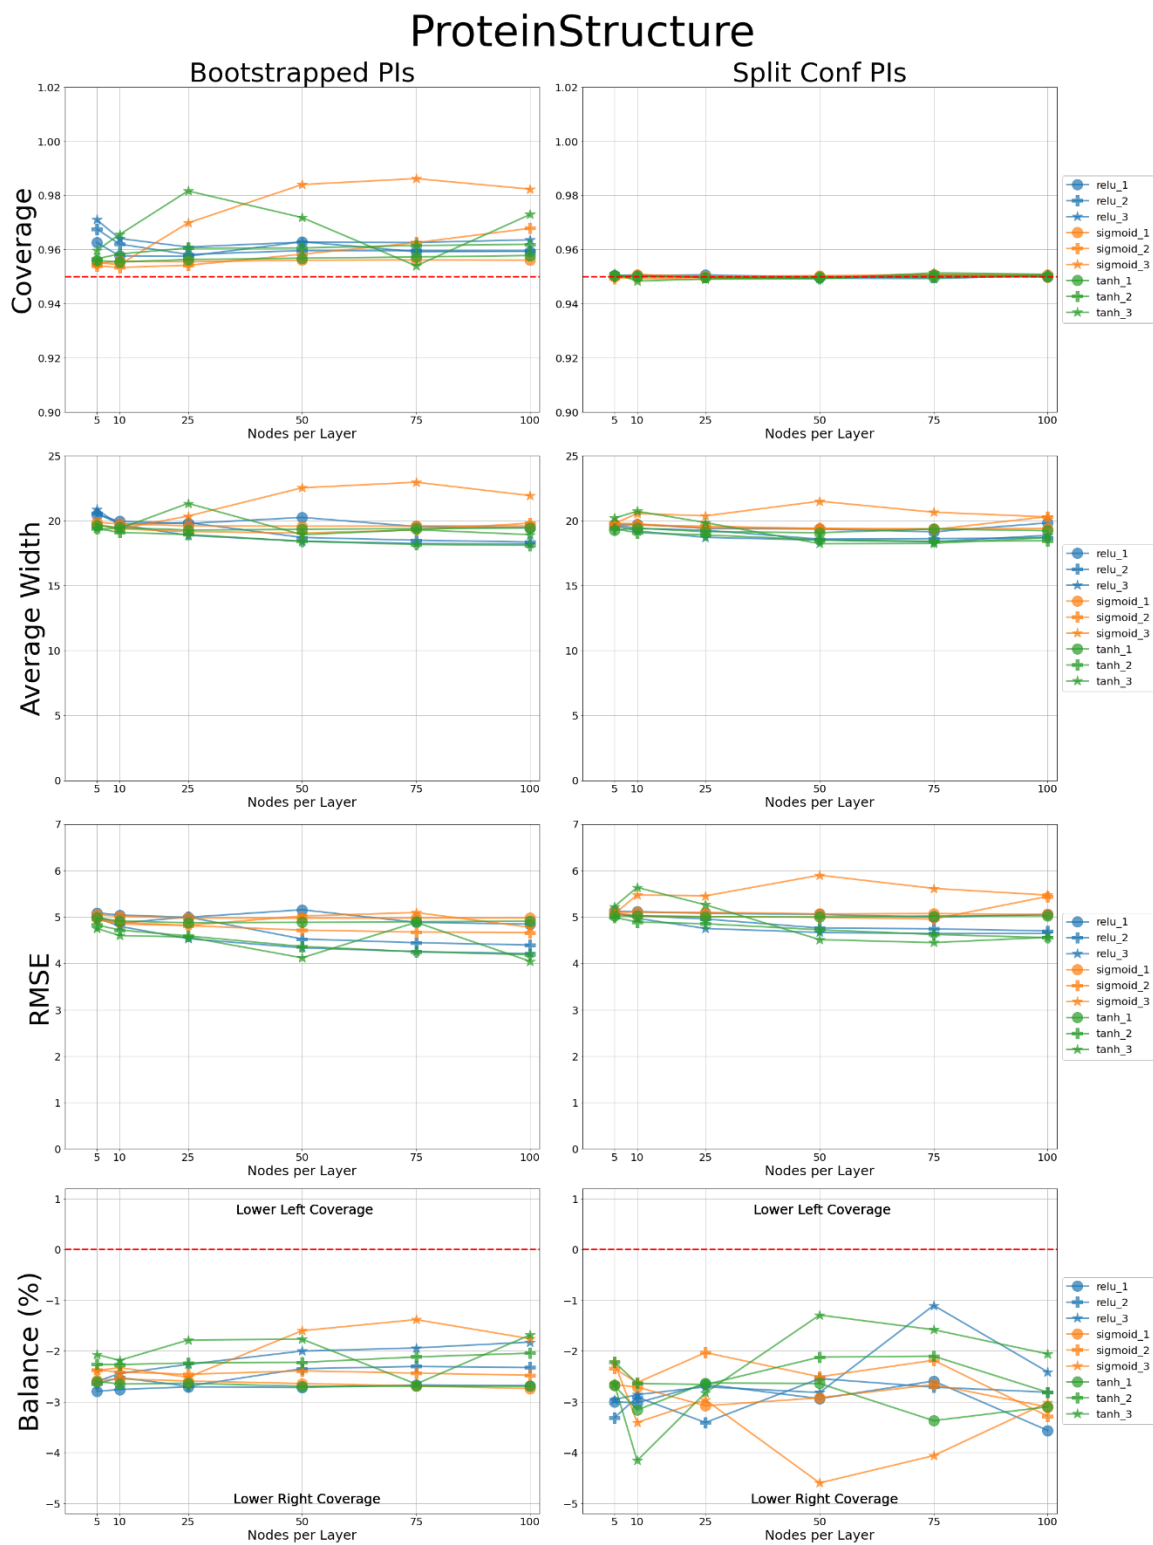 ProteinStructure
Bootstrapped PIs
Split Conf PIs
Coverage
1.02
1.00
0.98
0.96
0.94
0.92
0.90
5 10 25 50 75 100
Nodes per Layer
1.02
1.00
0.98
0.96
0.94
0.92
0.90
5 10 25 50 75 100
Nodes per Layer
relu_1
relu_2
relu_3
sigmoid_1
sigmoid_2
sigmoid_3
tanh_1
tanh_2
tanh_3
Average Width
25
20
15
10
5
0
5 10 25 50 75 100
Nodes per Layer
25
20
15
10
5
0
5 10 25 50 75 100
Nodes per Layer
relu_1
relu_2
relu_3
sigmoid_1
sigmoid_2
sigmoid_3
tanh_1
tanh_2
tanh_3
RMSE
7
6
5
4
3
2
1
0
5 10 25 50 75 100
Nodes per Layer
7
6
5
4
3
2
1
0
5 10 25 50 75 100
Nodes per Layer
relu_1
relu_2
relu_3
sigmoid_1
sigmoid_2
sigmoid_3
tanh_1
tanh_2
tanh_3
Balance (%)
1
0
−1
−2
−3
−4
−5
Lower Left Coverage
Lower Right Coverage
5 10 25 50 75 100
Nodes per Layer
1
0
−1
−2
−3
−4
−5
Lower Left Coverage
Lower Right Coverage
5 10 25 50 75 100
Nodes per Layer
relu_1
relu_2
relu_3
sigmoid_1
sigmoid_2
sigmoid_3
tanh_1
tanh_2
tanh_3